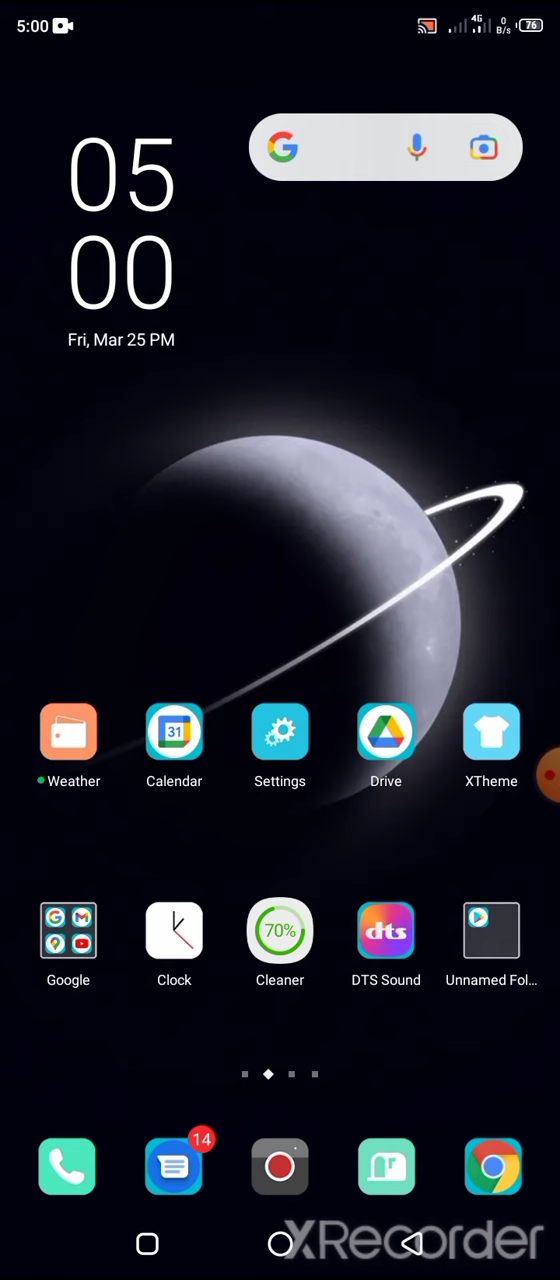 5:00
4G
0
B/s
76
05
00
Fri, Mar 25 PM
31
Weather
Calendar
Settings
Drive
XTheme
70%
dts
Google
Clock
Cleaner
DTS Sound
Unnamed Fol...
14
XRecorder